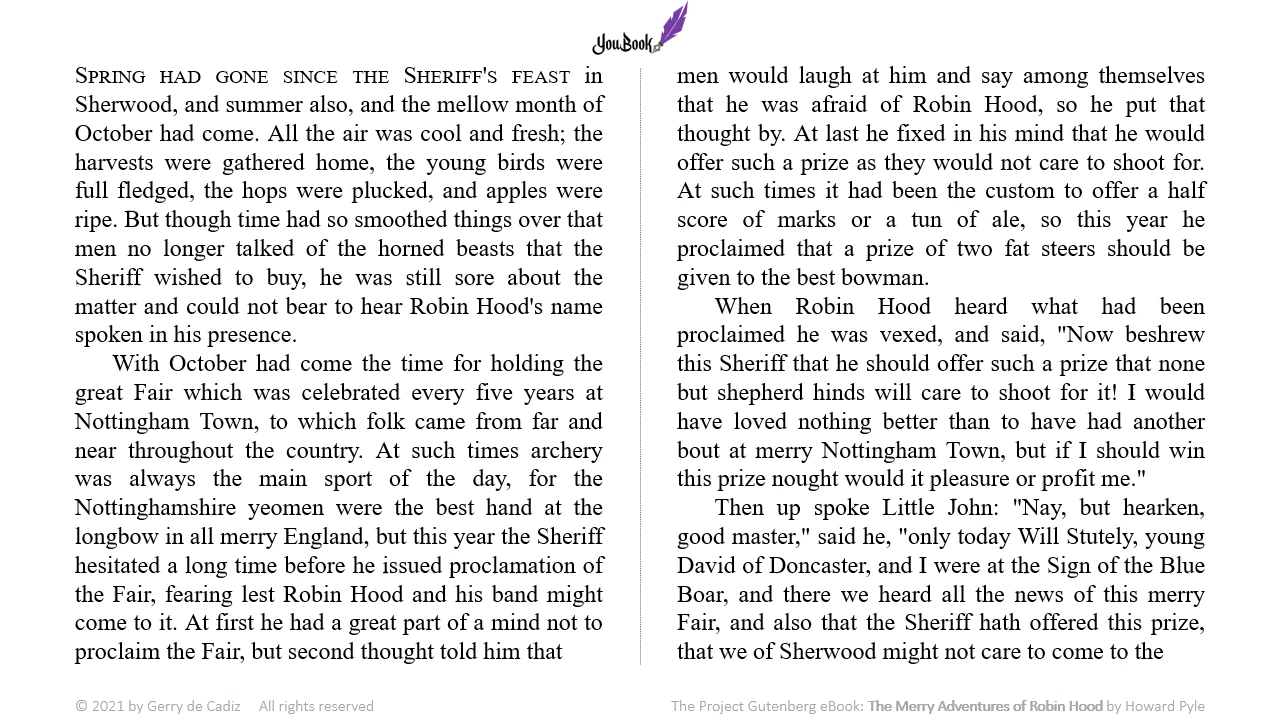 YouBook
SPRING HAD GONE SINCE THE SHERIFF'S FEAST in
Sherwood, and summer also, and the mellow month of
October had come. All the air was cool and fresh; the
harvests were gathered home, the young birds were
full fledged, the hops were plucked, and apples were
ripe. But though time had so smoothed things over that
men no longer talked of the horned beasts that the
Sheriff wished to buy, he was still sore about the
matter and could not bear to hear Robin Hood's name
spoken in his presence.
With October had come the time for holding the
great Fair which was celebrated every five years at
Nottingham Town, to which folk came from far and
near throughout the country. At such times archery
was always the main sport of the day, for the
Nottinghamshire yeomen were the best hand at the
longbow in all merry England, but this year the Sheriff
hesitated a long time before he issued proclamation of
the Fair, fearing lest Robin Hood and his band might
come to it. At first he had a great part of a mind not to
proclaim the Fair, but second thought told him that
men would laugh at him and say among themselves
that he was afraid of Robin Hood, so he put that
thought by. At last he fixed in his mind that he would
offer such a prize as they would not care to shoot for.
At such times it had been the custom to offer a half
score of marks or a tun of ale, so this year he
proclaimed that a prize of two fat steers should be
given to the best bowman.
When Robin Hood heard what had been
proclaimed he was vexed, and said, "Now beshrew
this Sheriff that he should offer such a prize that none
but shepherd hinds will care to shoot for it! I would
have loved nothing better than to have had another
bout at merry Nottingham Town, but if I should win
this prize nought would it pleasure or profit me."
Then up spoke Little John: "Nay, but hearken,
good master," said he, "only today Will Stutely, young
David of Doncaster, and I were at the Sign of the Blue
Boar, and there we heard all the news of this merry
Fair, and also that the Sheriff hath offered this prize,
that we of Sherwood might not care to come to the
© 2021 by Gerry de Cadiz All rights reserved
The Project Gutenberg eBook: The Merry Adventures of Robin Hood by Howard Pyle